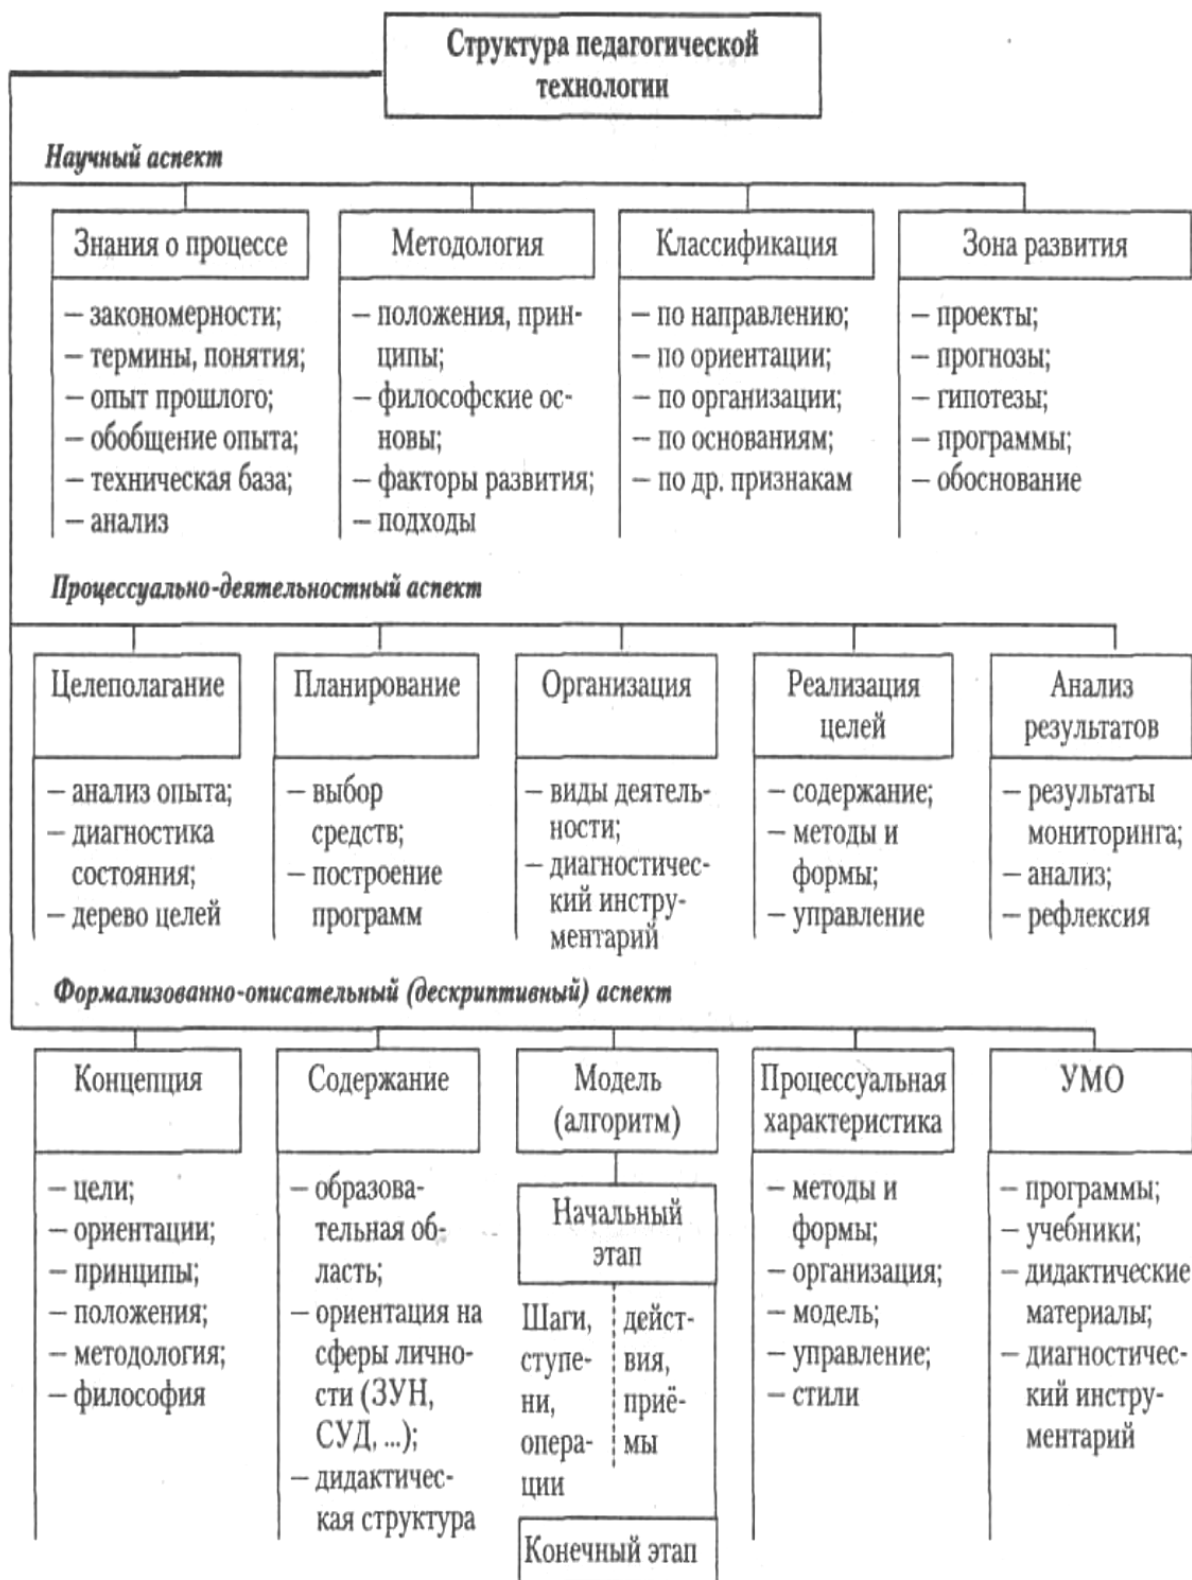 Структура педагогической
технологии
Научный аспект
Знания о процессе
— закономерности;
— термины, понятия;
— опыт прошлого;
— обобщение опыта;
— техническая база;
— анализ
Методология
— положения, прин-
ципы;
— философские ос-
новы;
— факторы развития;
— подходы
Классификация
— по направлению;
— по ориентации;
— по организации;
— по основаниям;
— по др. признакам
Зона развития
— проекты;
— прогнозы;
— гипотезы;
— программы;
— обоснование
Процессуально-деятельностный аспект
Целеполагание
— анализ опыта;
— диагностика
состояния;
— дерево целей
Планирование
— выбор
средств;
— построение
программ
Организация
— виды деятель-
ности;
— диагностичес-
кий инстру-
ментарий
Реализация
целей
— содержание;
— методы и
формы;
— управление
Анализ
результатов
— результаты
мониторинга;
— анализ;
— рефлексия
Формализованно-описательный (дескриптивный) аспект
Концепция
— цели;
— ориентации;
— принципы;
— положения;
— методология;
— философия
Содержание
— образова-
тельная об-
ласть;
— ориентация на
сферы лично-
сти (ЗУН,
СУД, ...);
— дидактичес-
кая структура
Модель
(алгоритм)
Начальный
этап
Шаги,
ступе-
ни,
опера-
ции
дейст-
вия,
приё-
мы
Конечный этап
Процессуальная
характеристика
— методы и
формы;
— организация;
— модель;
— управление;
— стили
УМО
— программы;
— учебники;
— дидактические
материалы;
— диагностичес-
кий инстру-
ментарий